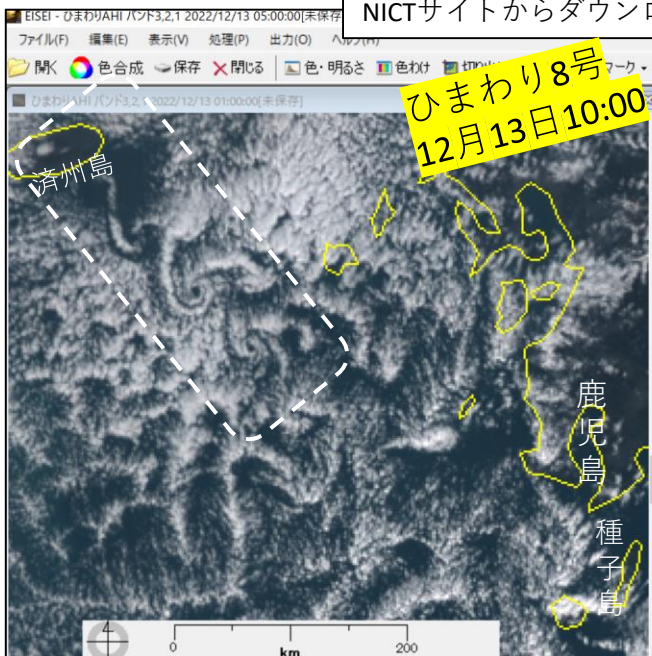 EISEI - ひまわりAHI バンド3,2,1 2022/12/13 05:00:00[未保存
NICTサイトからダウンロ
ファイル(F) 編集(E) 表示(V) 処理(P) 出力(O) ヘルプ(H)
開く 色合成 保存 閉じる 色・明るさ 色わけ マーク
ひまわりAHI バンド3,2,1 2022/12/13 01:00:00[未保存]
ひまわり8号
12月13日10:00
済州島
鹿児島
種子島
0 200
km